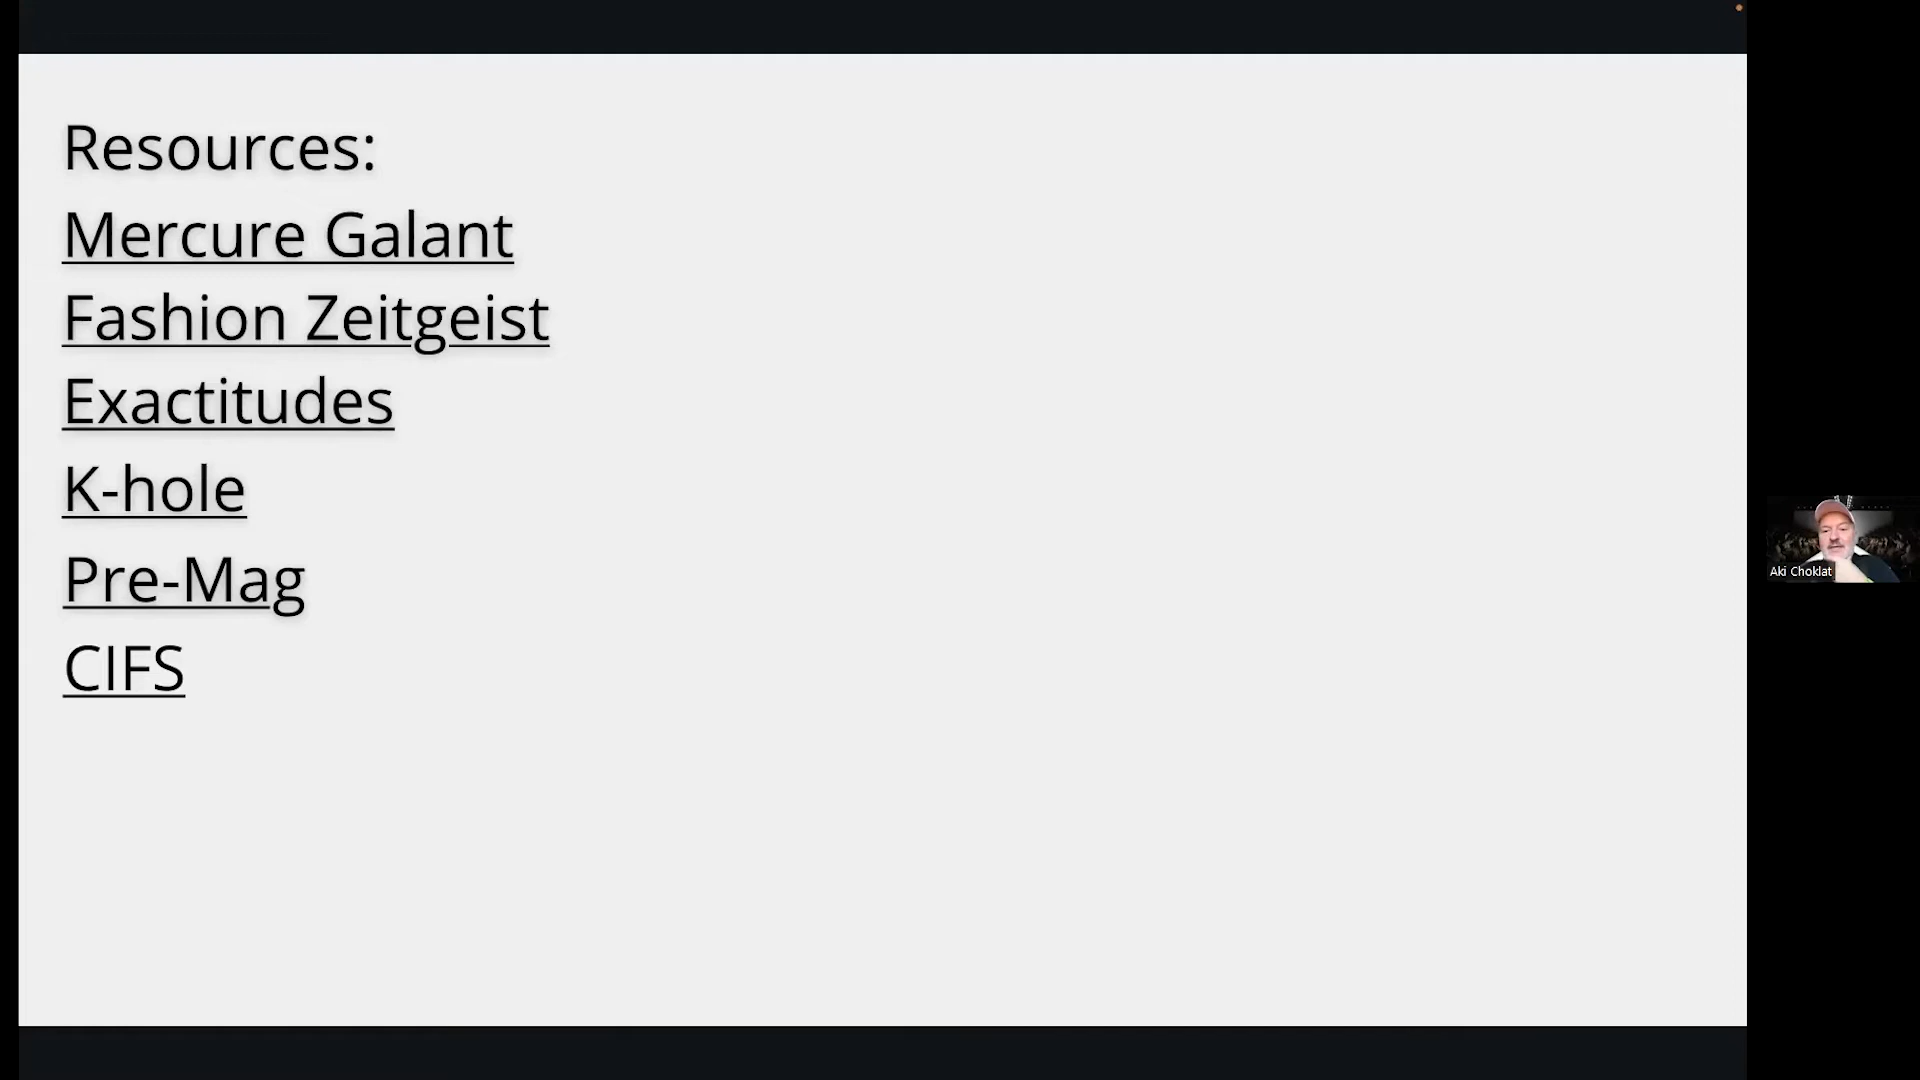 Resources:
Mercure Galant
Fashion Zeitgeist
Exactitudes
K-hole
Pre-Mag
CIFS
Aki Choklat